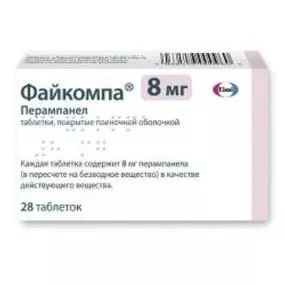 Файкомпа® 8 мг
Eisai
Перампанел
таблетки, покрытые пленочной оболочкой
Каждая таблетка содержит 8 мг перампанела
(в пересчете на безводное вещество) в качестве
действующего вещества.
28 таблеток